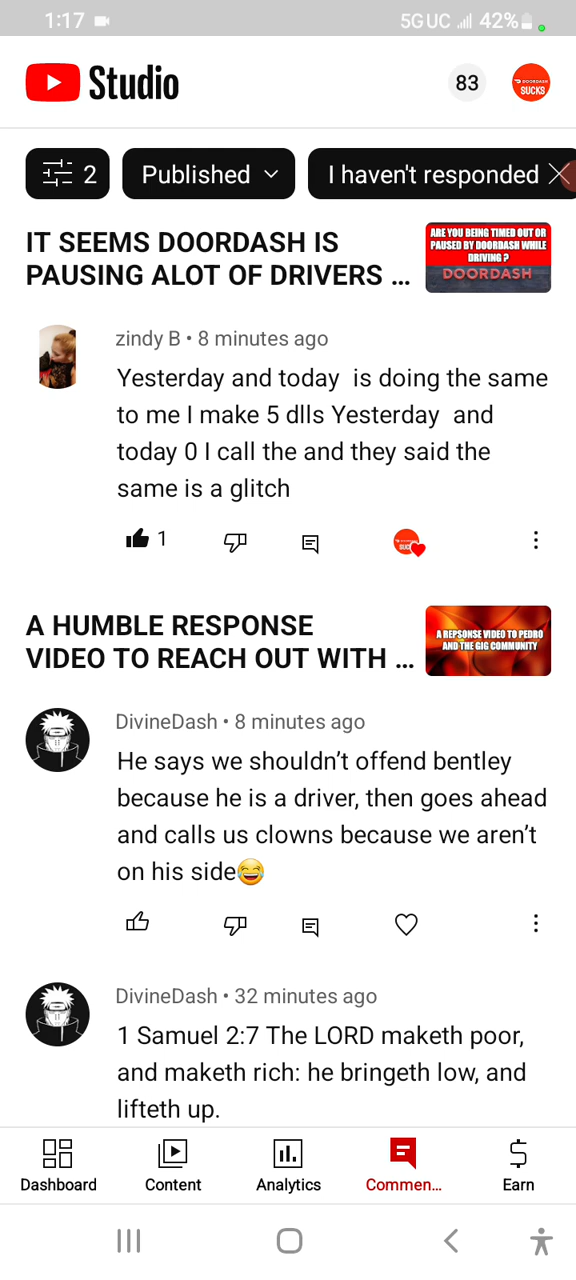 1:17
5G UC
42%
Studio
83
DOORDASH
SUCKS
2
Published
I haven't responded
IT SEEMS DOORDASH IS
PAUSING ALOT OF DRIVERS ...
ARE YOU BEING TIMED OUT OR
PAUSED BY DOORDASH WHILE
DRIVING ?
DOORDASH
zindy B • 8 minutes ago
Yesterday and today  is doing the same
to me I make 5 dlls Yesterday  and
today 0 I call the and they said the
same is a glitch
1
A HUMBLE RESPONSE
VIDEO TO REACH OUT WITH ...
A REPSONSE VIDEO TO PEDRO
AND THE GIG COMMUNITY
DivineDash • 8 minutes ago
He says we shouldn’t offend bentley
because he is a driver, then goes ahead
and calls us clowns because we aren’t
on his side😂
DivineDash • 32 minutes ago
1 Samuel 2:7 The LORD maketh poor,
and maketh rich: he bringeth low, and
lifteth up.
Dashboard
Content
Analytics
Commen...
Earn